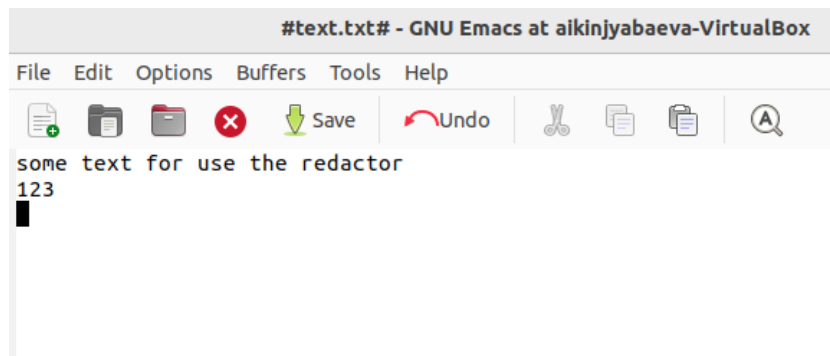 #text.txt# - GNU Emacs at aikinjyabaeva-VirtualBox
File Edit Options Buffers Tools Help
Save Undo
some text for use the redactor
123